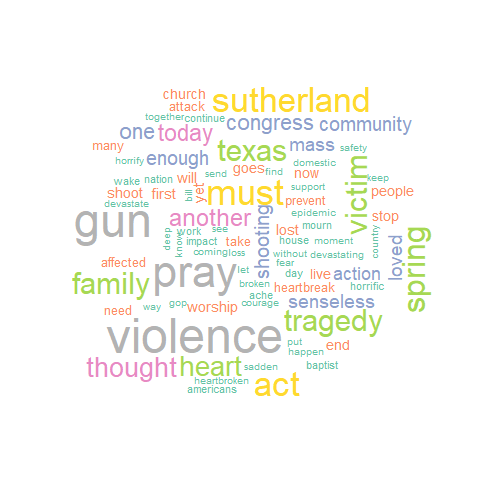 church
sutherland
attack
together continue
one today congress community
many texas mass
enough
horrify goes now safety
find domestic
wake nation will send victim keep
shoot first yet bill must support people
devastate prevent
gun another epidemic stop
shooting lost mourn
deep work see
know impact take house moment country loved spring
coming loss without devastating
affected pray let fear
family day live action horrific
broken heartbreak
need way gop worship ache senseless
courage
violence tragedy
put end
happen
thought heart sadden baptist
heartbroken act
americans